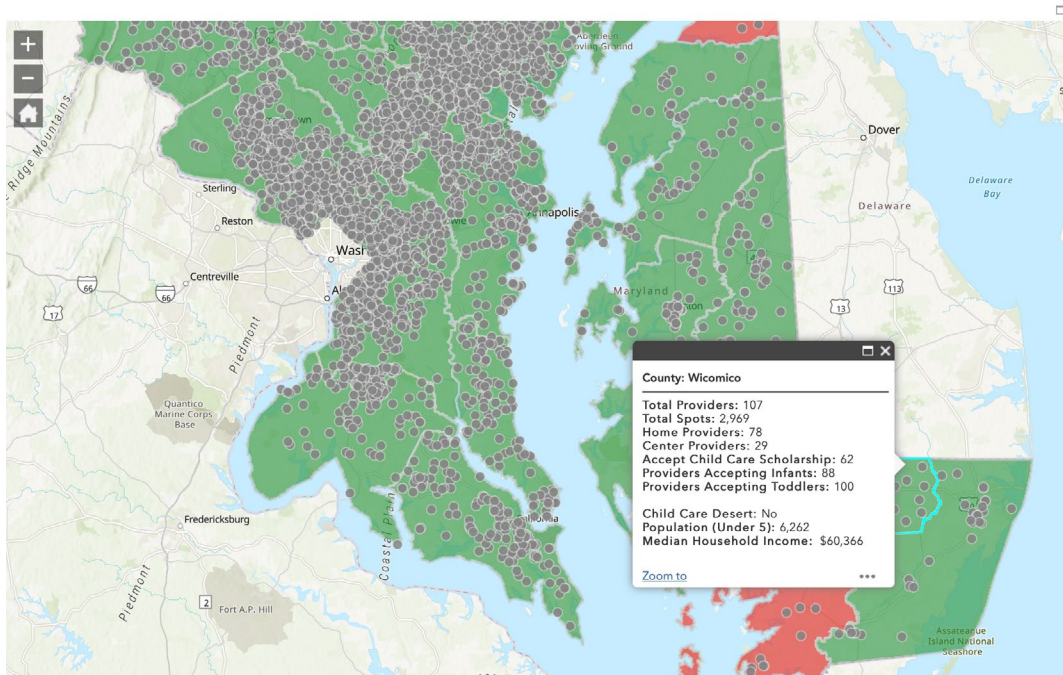 Aberdeen
oving Ground
+
−
Dover
Delaware
Bay
e Ridge Mountains
Sterling
Reston
Annapolis
Delaware
Wasl
Centreville
66
66
17
113
13
Maryland
Piedmont
Quantico
Marine Corps
Base
County: Wicomico
Total Providers: 107
Total Spots: 2,969
Home Providers: 78
Center Providers: 29
Accept Child Care Scholarship: 62
Providers Accepting Infants: 88
Providers Accepting Toddlers: 100
Child Care Desert: No
Population (Under 5): 6,262
Median Household Income: $60,366
Zoom to
Fredericksburg
Coastal Plain
Piedmont
2
Fort A.P. Hill
Assateague
Island National
Seashore